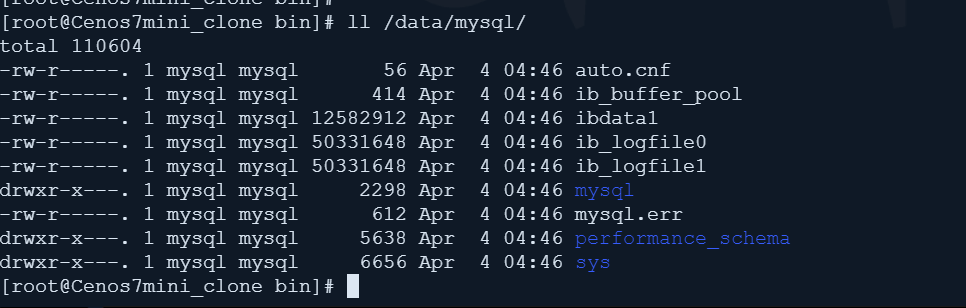 [root@Cenos7mini_clone bin]#
[root@Cenos7mini_clone bin]# ll /data/mysql/
total 110604
-rw-r-----. 1 mysql mysql       56 Apr  4 04:46 auto.cnf
-rw-r-----. 1 mysql mysql      414 Apr  4 04:46 ib_buffer_pool
-rw-r-----. 1 mysql mysql 12582912 Apr  4 04:46 ibdata1
-rw-r-----. 1 mysql mysql 50331648 Apr  4 04:46 ib_logfile0
-rw-r-----. 1 mysql mysql 50331648 Apr  4 04:46 ib_logfile1
drwxr-x---. 1 mysql mysql     2298 Apr  4 04:46 mysql
-rw-r-----. 1 mysql mysql      612 Apr  4 04:46 mysql.err
drwxr-x---. 1 mysql mysql     5638 Apr  4 04:46 performance_schema
drwxr-x---. 1 mysql mysql     6656 Apr  4 04:46 sys
[root@Cenos7mini_clone bin]#